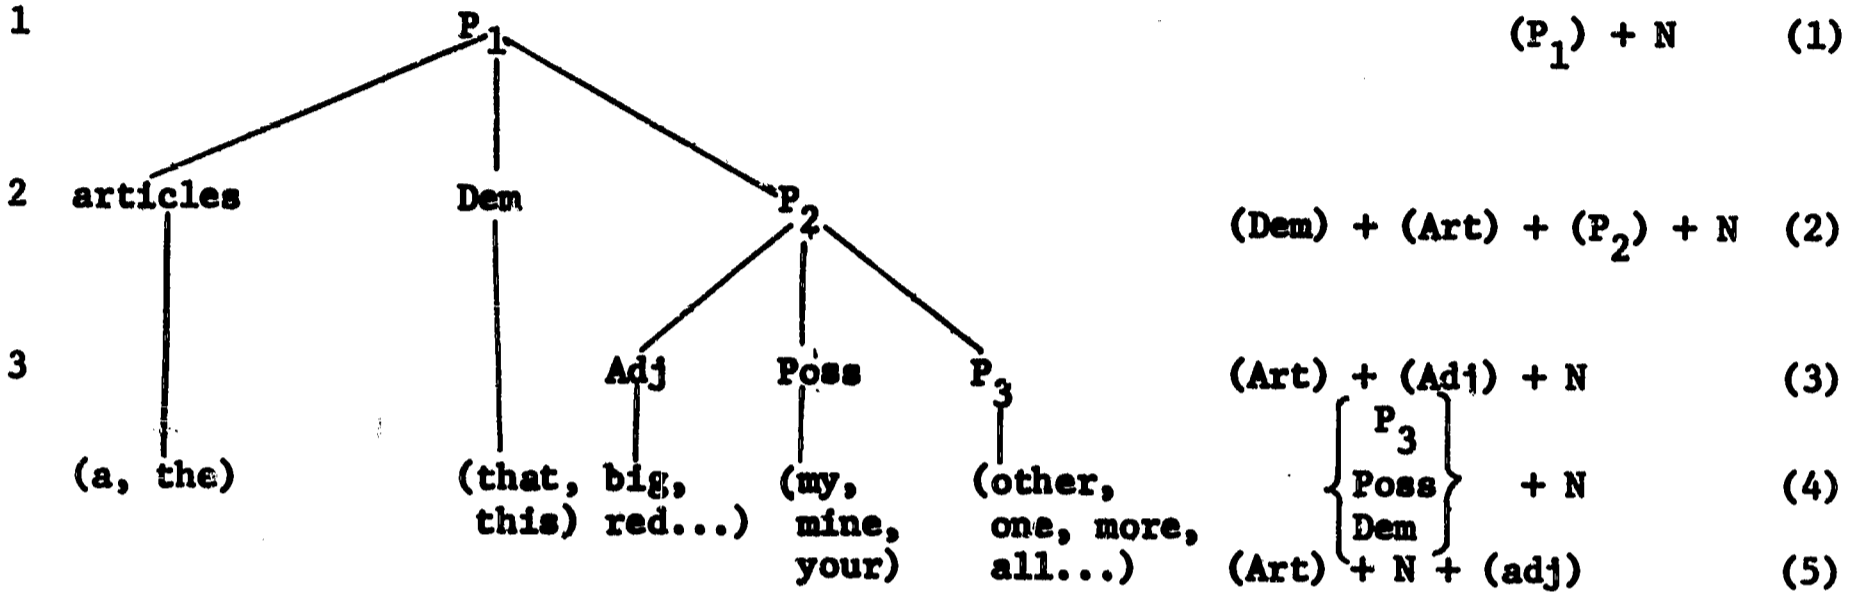 1 P1 (P1) + N (1)
2 articles Dem P2 (Dem) + (Art) + (P2) + N (2)
3 Adj Poss P3 (Art) + (Adj) + N (3)
P3
(a, the) (that, big, (my, (other, { Poss } + N (4)
this) red...) mine, one, more, Dem
your) all...) (Art) + N + (adj) (5)